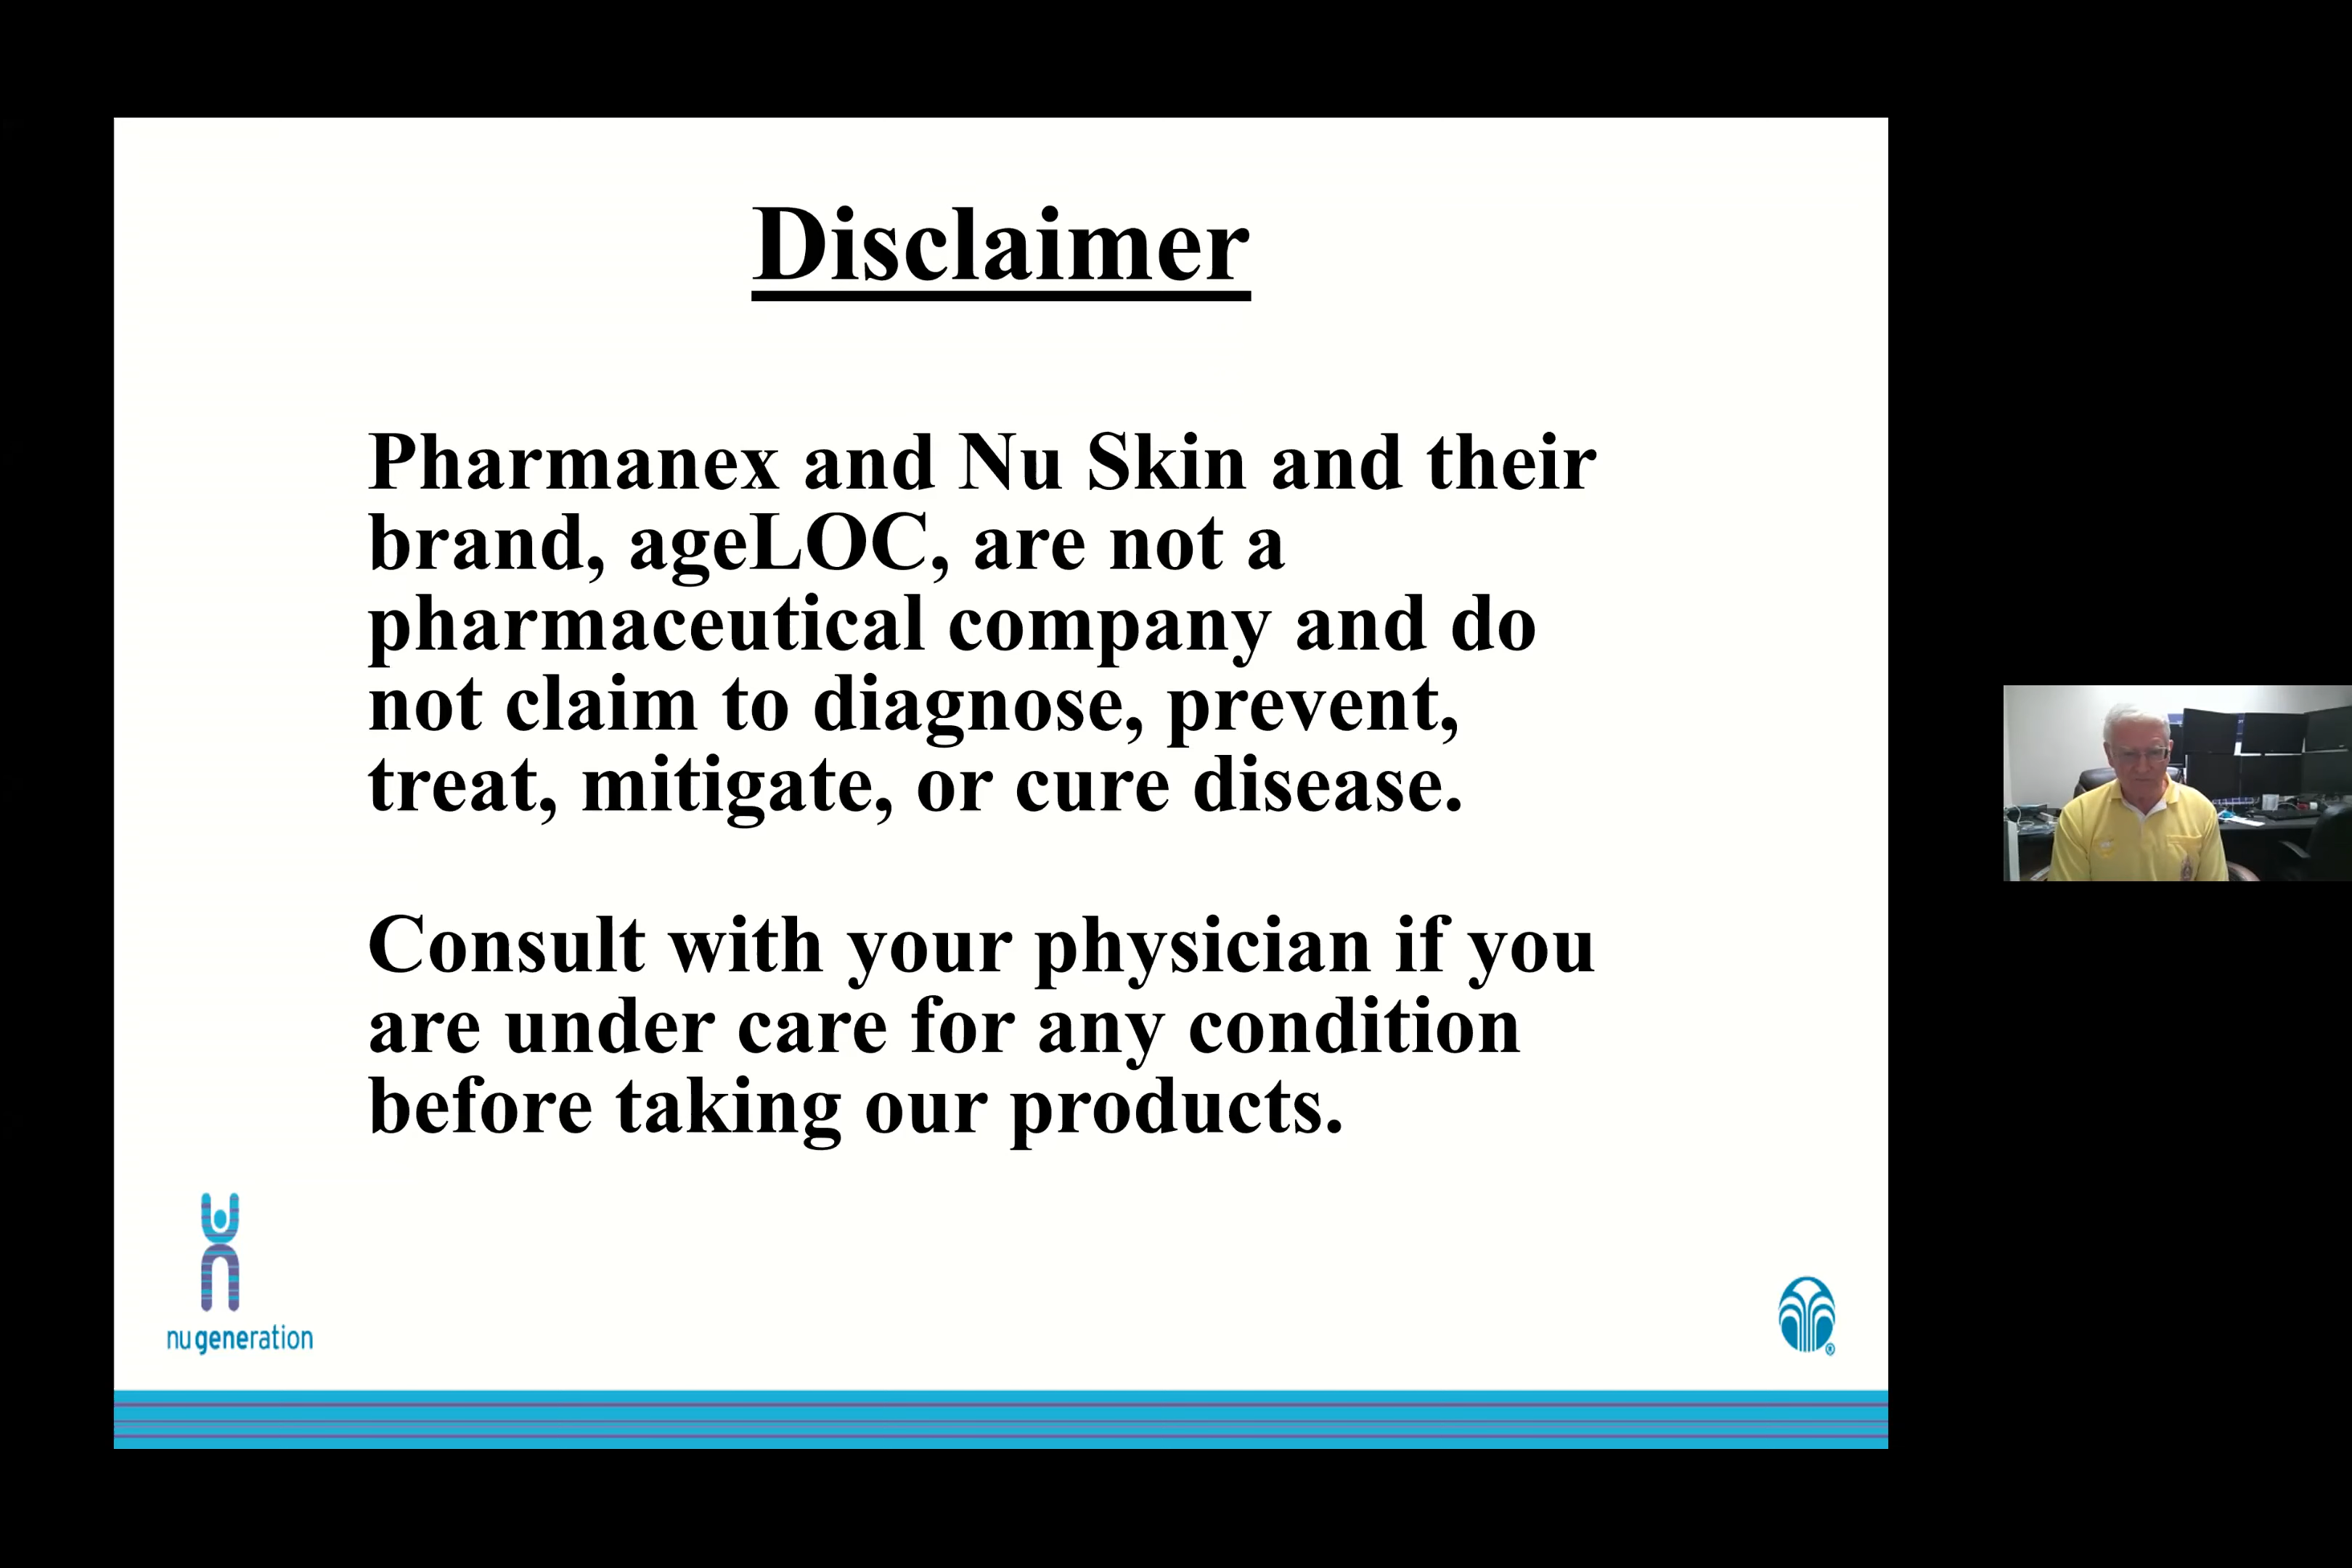 Disclaimer
Pharmanex and Nu Skin and their
brand, ageLOC, are not a
pharmaceutical company and do
not claim to diagnose, prevent,
treat, mitigate, or cure disease.
Consult with your physician if you
are under care for any condition
before taking our products.
nu generation
®